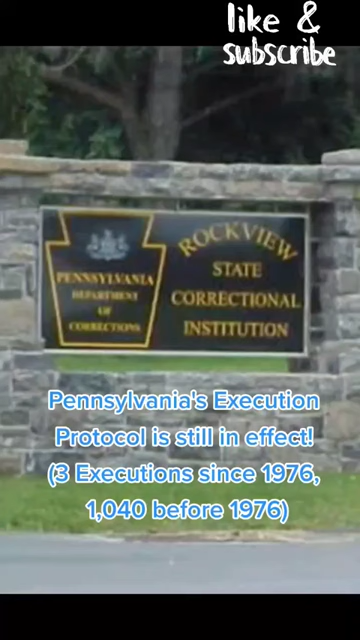 like &
subscribe
PENNSYLVANIA
DEPARTMENT
OF
CORRECTIONS
ROCKVIEW
STATE
CORRECTIONAL
INSTITUTION
Pennsylvania's Execution
Protocol is still in effect!
(3 Executions since 1976,
1,040 before 1976)